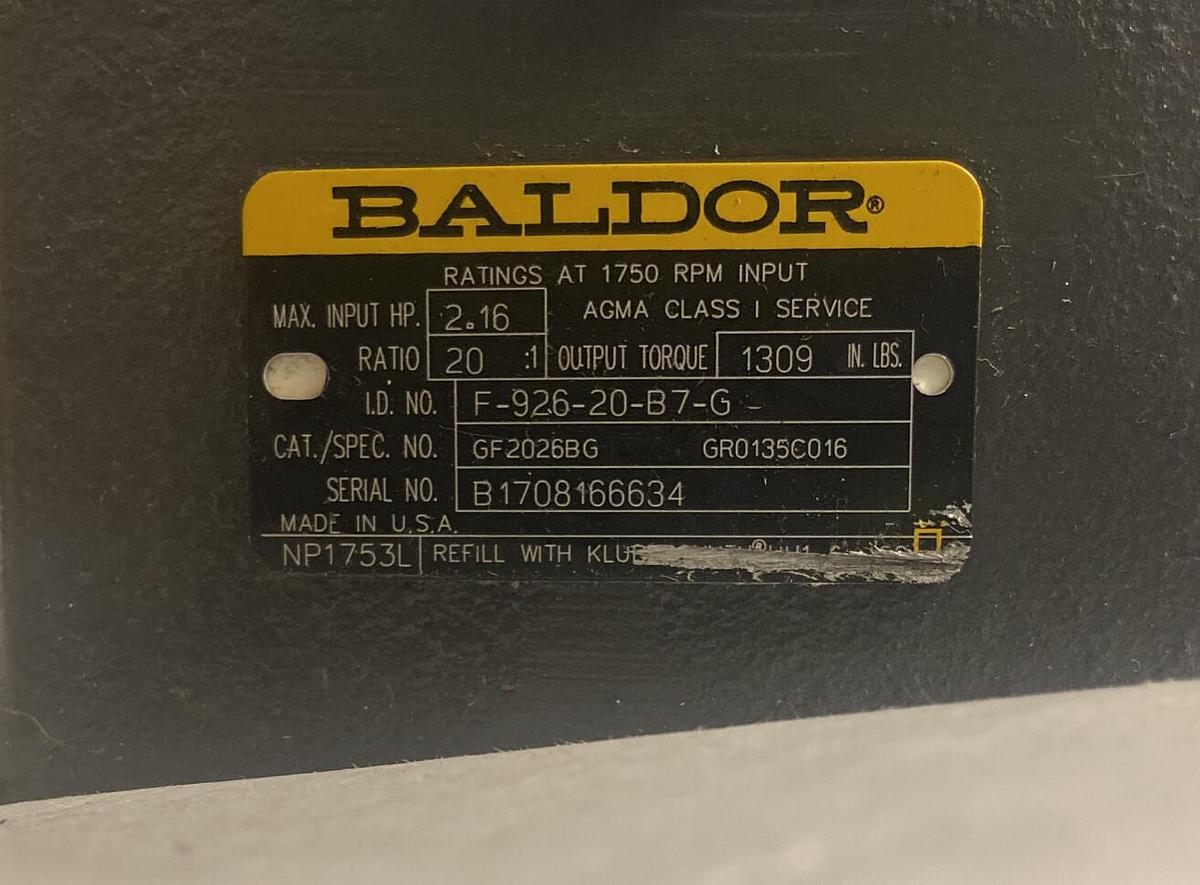 BALDOR®
RATINGS AT 1750 RPM INPUT
MAX. INPUT HP. 2.16 AGMA CLASS I SERVICE
RATIO 20 :1 OUTPUT TORQUE 1309 IN. LBS.
I.D. NO. F-926-20-B7-G-
CAT./SPEC. NO. GF2026BG GR0135C016
SERIAL NO. B1708166634
MADE IN U.S.A.
NP1753L REFILL WITH